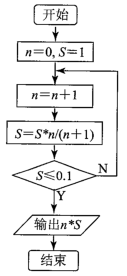 开始
n=0, S=1
n=n+1
S=S*n/(n+1)
S≤0.1
N
Y
输出n*S
结束